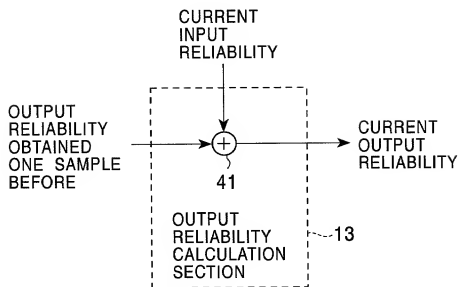 CURRENT
INPUT
RELIABILITY
OUTPUT
RELIABILITY
OBTAINED
ONE SAMPLE
BEFORE
+
41
CURRENT
OUTPUT
RELIABILITY
OUTPUT
RELIABILITY
CALCULATION
SECTION
13